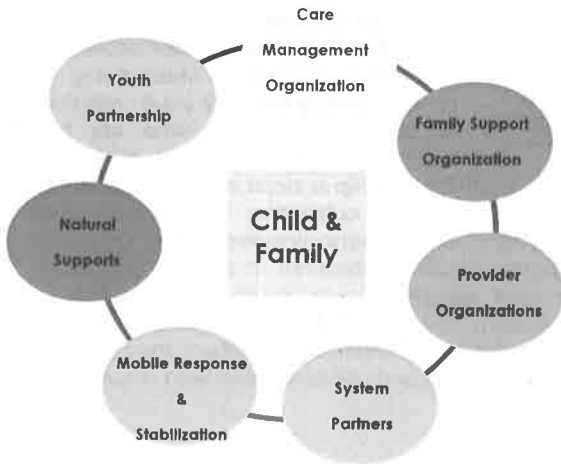 Care
Management
Organization
Youth
Partnership
Family Support
Organization
Child &
Family
Natural
Supports
Provider
Organizations
Mobile Response
&
Stabilization
System
Partners